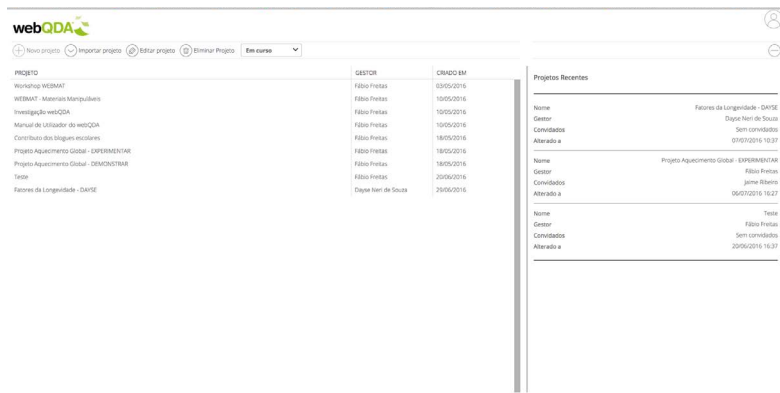 webQDA
Novo projeto Importar projeto Editar projeto Eliminar Projeto Em curso
PROJETO GESTOR CRIADO EM
Workshop WEBMAT Fábio Freitas 03/05/2016
WEBMAT - Materiais Manipuláveis Fábio Freitas 10/05/2016
Investigação webQDA Fábio Freitas 10/05/2016
Manual de Utilizador do webQDA Fábio Freitas 10/05/2016
Contributo dos blogues escolares Fábio Freitas 18/05/2016
Projeto Aquecimento Global - EXPERIMENTAR Fábio Freitas 18/05/2016
Projeto Aquecimento Global - DEMONSTRAR Fábio Freitas 18/05/2016
Teste Fábio Freitas 20/06/2016
Fatores da Longevidade - DAYSE Dayse Neri de Souza 29/06/2016
Projetos Recentes
Nome Fatores da Longevidade - DAYSE
Gestor Dayse Neri de Souza
Convidados Sem convidados
Alterado a 07/07/2016 10:37
Nome Projeto Aquecimento Global - EXPERIMENTAR
Gestor Fábio Freitas
Convidados Jaime Ribeiro
Alterado a 06/07/2016 16:27
Nome Teste
Gestor Fábio Freitas
Convidados Sem convidados
Alterado a 20/06/2016 16:37